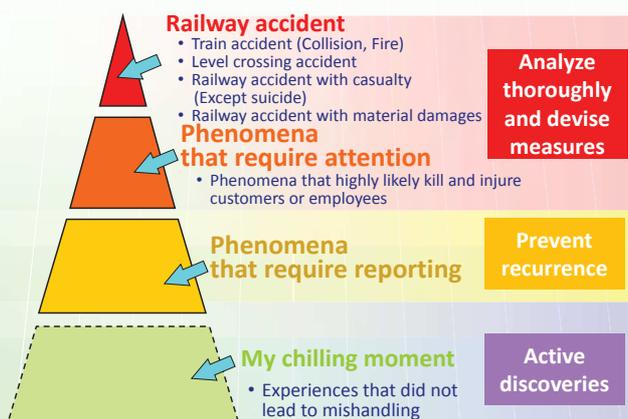 Railway accident
• Train accident (Collision, Fire)
• Level crossing accident
• Railway accident with casualty
(Except suicide)
• Railway accident with material damages
Analyze
thoroughly
and devise
measures
Phenomena
that require attention
• Phenomena that highly likely kill and injure
customers or employees
Phenomena
that require reporting
Prevent
recurrence
My chilling moment
• Experiences that did not
lead to mishandling
Active
discoveries